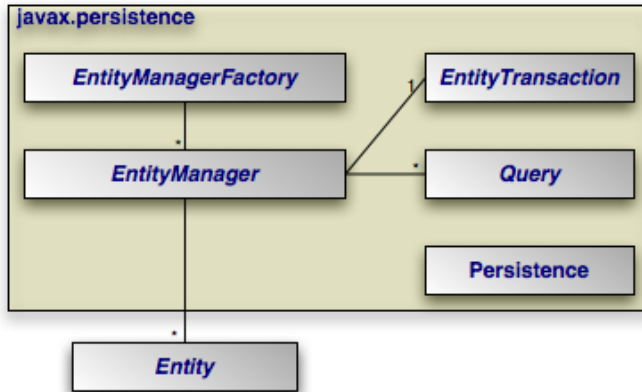 javax.persistence
EntityManagerFactory
EntityTransaction
1
*
EntityManager
*
Query
Persistence
*
Entity